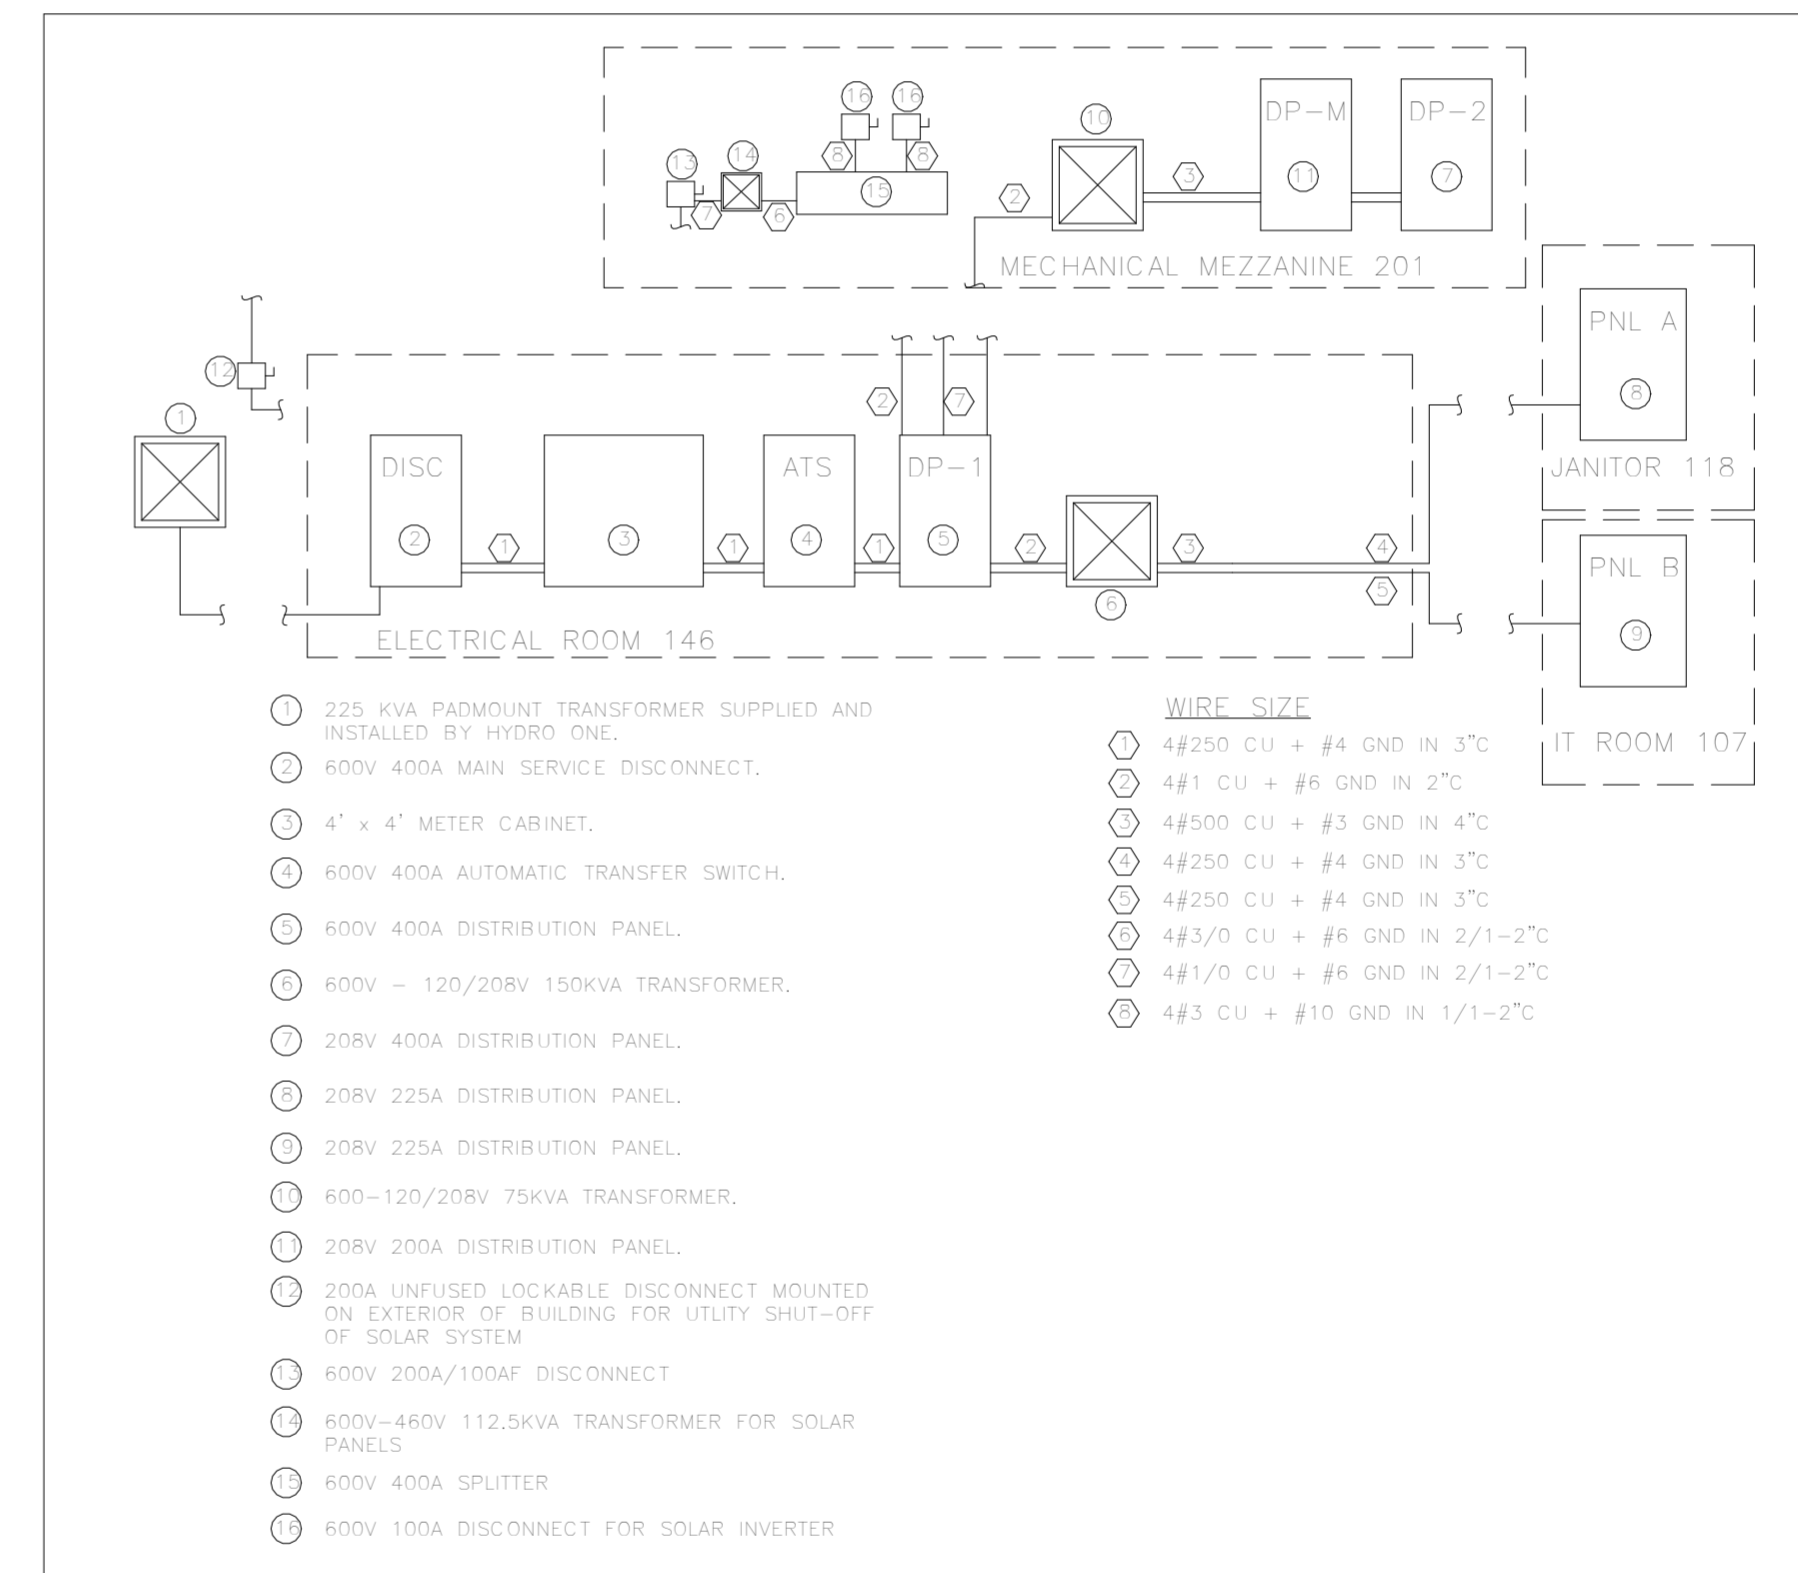 16 16
10
DP-M DP-2
13 14
8 8
15
3 11 7
2
7 6
MECHANICAL MEZZANINE 201
PNL A
12
8
2 7
1
JANITOR 118
DISC ATS DP-1
2 1 3 1 4 1 5 2 3 4
PNL B
5
6
9
ELECTRICAL ROOM 146
IT ROOM 107
1 225 KVA PADMOUNT TRANSFORMER SUPPLIED AND
INSTALLED BY HYDRO ONE.
2 600V 400A MAIN SERVICE DISCONNECT.
3 4' x 4' METER CABINET.
4 600V 400A AUTOMATIC TRANSFER SWITCH.
5 600V 400A DISTRIBUTION PANEL.
6 600V - 120/208V 150KVA TRANSFORMER.
7 208V 400A DISTRIBUTION PANEL.
8 208V 225A DISTRIBUTION PANEL.
9 208V 225A DISTRIBUTION PANEL.
10 600-120/208V 75KVA TRANSFORMER.
11 208V 200A DISTRIBUTION PANEL.
12 200A UNFUSED LOCKABLE DISCONNECT MOUNTED
ON EXTERIOR OF BUILDING FOR UTLITY SHUT-OFF
OF SOLAR SYSTEM
13 600V 200A/100AF DISCONNECT
14 600V-460V 112.5KVA TRANSFORMER FOR SOLAR
PANELS
15 600V 400A SPLITTER
16 600V 100A DISCONNECT FOR SOLAR INVERTER
WIRE SIZE
1 4#250 CU + #4 GND IN 3"C
2 4#1 CU + #6 GND IN 2"C
3 4#500 CU + #3 GND IN 4"C
4 4#250 CU + #4 GND IN 3"C
5 4#250 CU + #4 GND IN 3"C
6 4#3/0 CU + #6 GND IN 2/1-2"C
7 4#1/0 CU + #6 GND IN 2/1-2"C
8 4#3 CU + #10 GND IN 1/1-2"C